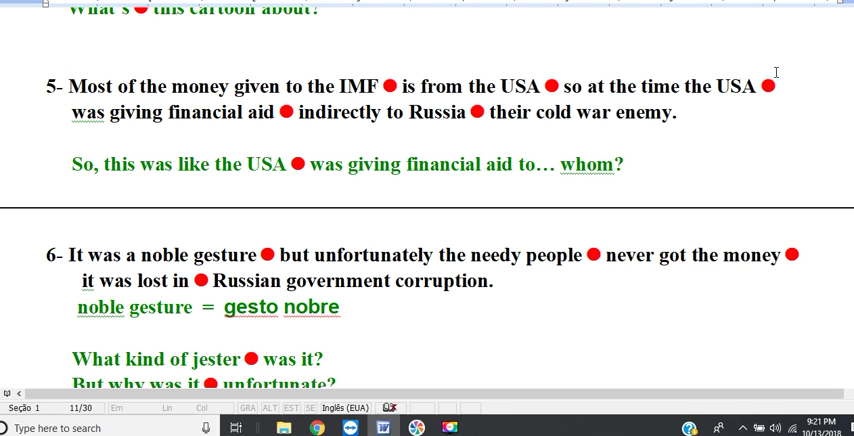 What's this cartoon about?
5- Most of the money given to the IMF is from the USA so at the time the USA
was giving financial aid indirectly to Russia their cold war enemy.
So, this was like the USA was giving financial aid to… whom?
6- It was a noble gesture but unfortunately the needy people never got the money
it was lost in Russian government corruption.
noble gesture = gesto nobre
What kind of jester was it?
But why was it unfortunate?
Seção 1 11/30 Em Lin Col GRA ALT EST SE Inglês (EUA)
Type here to search
9:21 PM
10/13/2018